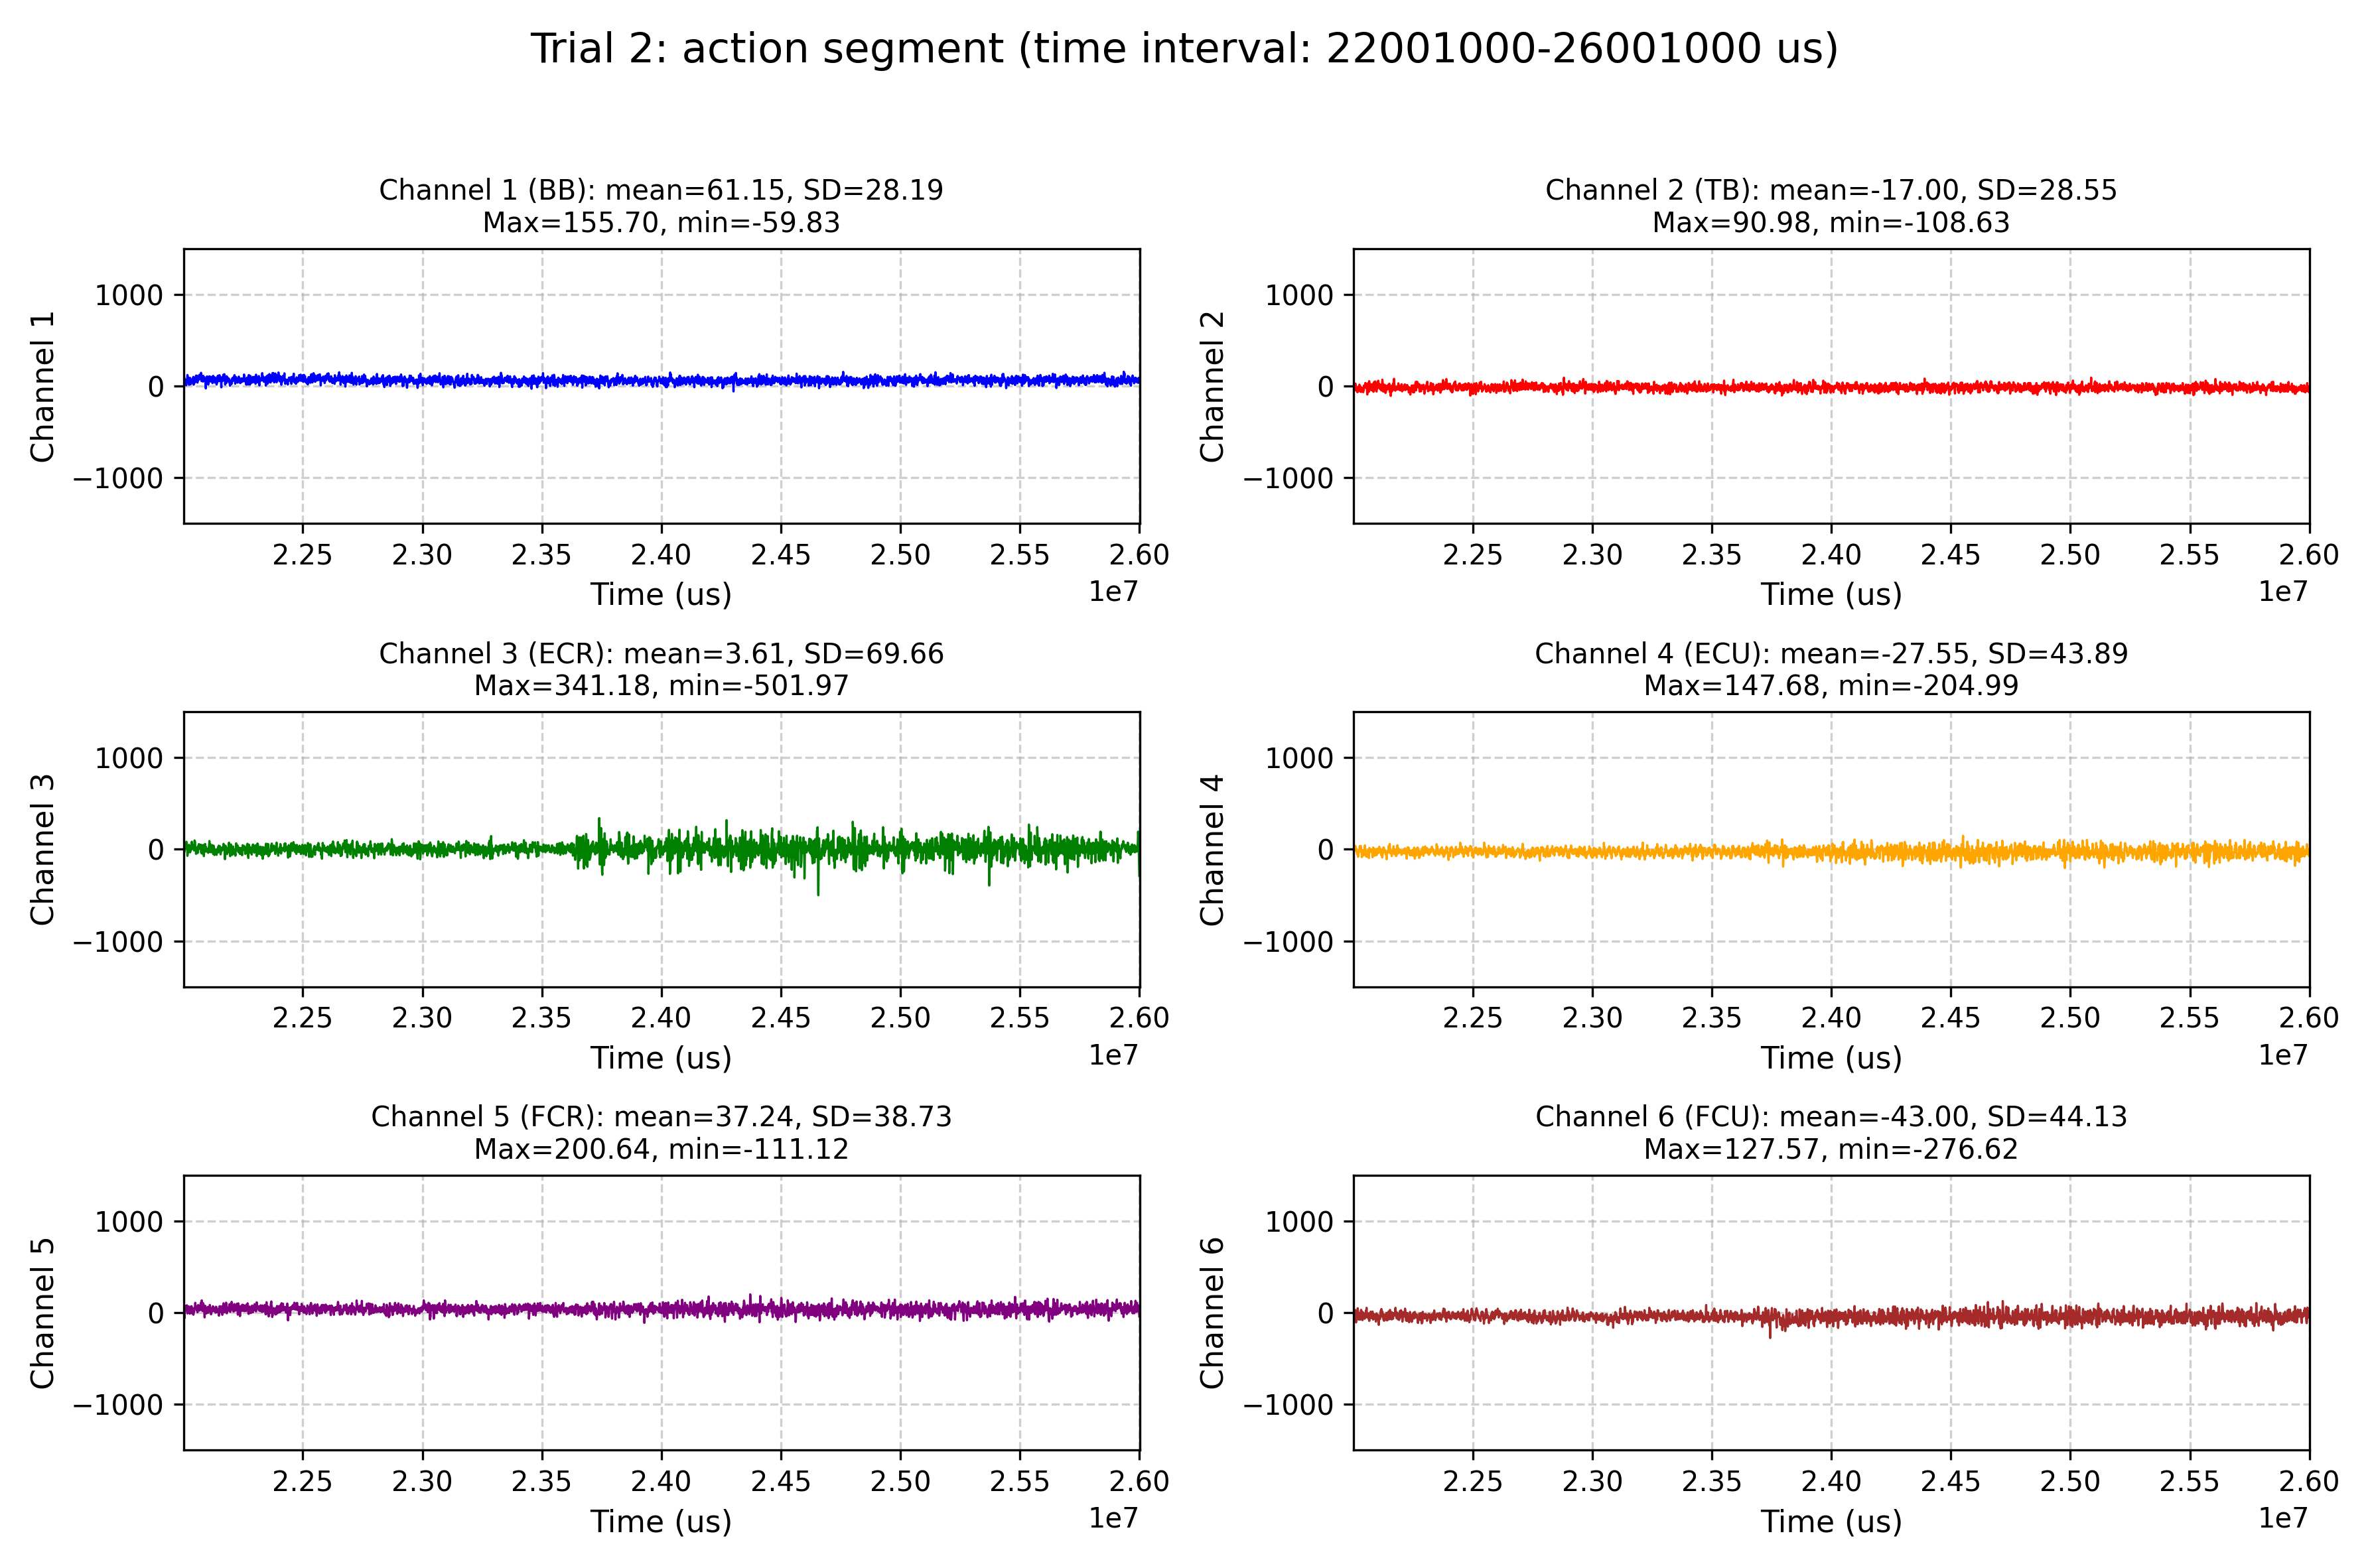 Trial 2: action segment (time interval: 22001000-26001000 us)
Channel 1 (BB): mean=61.15, SD=28.19
Max=155.70, min=-59.83
Channel 1
1000
0
−1000
2.25 2.30 2.35 2.40 2.45 2.50 2.55 2.60
Time (us)
1e7
Channel 2 (TB): mean=-17.00, SD=28.55
Max=90.98, min=-108.63
Channel 2
1000
0
−1000
2.25 2.30 2.35 2.40 2.45 2.50 2.55 2.60
Time (us)
1e7
Channel 3 (ECR): mean=3.61, SD=69.66
Max=341.18, min=-501.97
Channel 3
1000
0
−1000
2.25 2.30 2.35 2.40 2.45 2.50 2.55 2.60
Time (us)
1e7
Channel 4 (ECU): mean=-27.55, SD=43.89
Max=147.68, min=-204.99
Channel 4
1000
0
−1000
2.25 2.30 2.35 2.40 2.45 2.50 2.55 2.60
Time (us)
1e7
Channel 5 (FCR): mean=37.24, SD=38.73
Max=200.64, min=-111.12
Channel 5
1000
0
−1000
2.25 2.30 2.35 2.40 2.45 2.50 2.55 2.60
Time (us)
1e7
Channel 6 (FCU): mean=-43.00, SD=44.13
Max=127.57, min=-276.62
Channel 6
1000
0
−1000
2.25 2.30 2.35 2.40 2.45 2.50 2.55 2.60
Time (us)
1e7